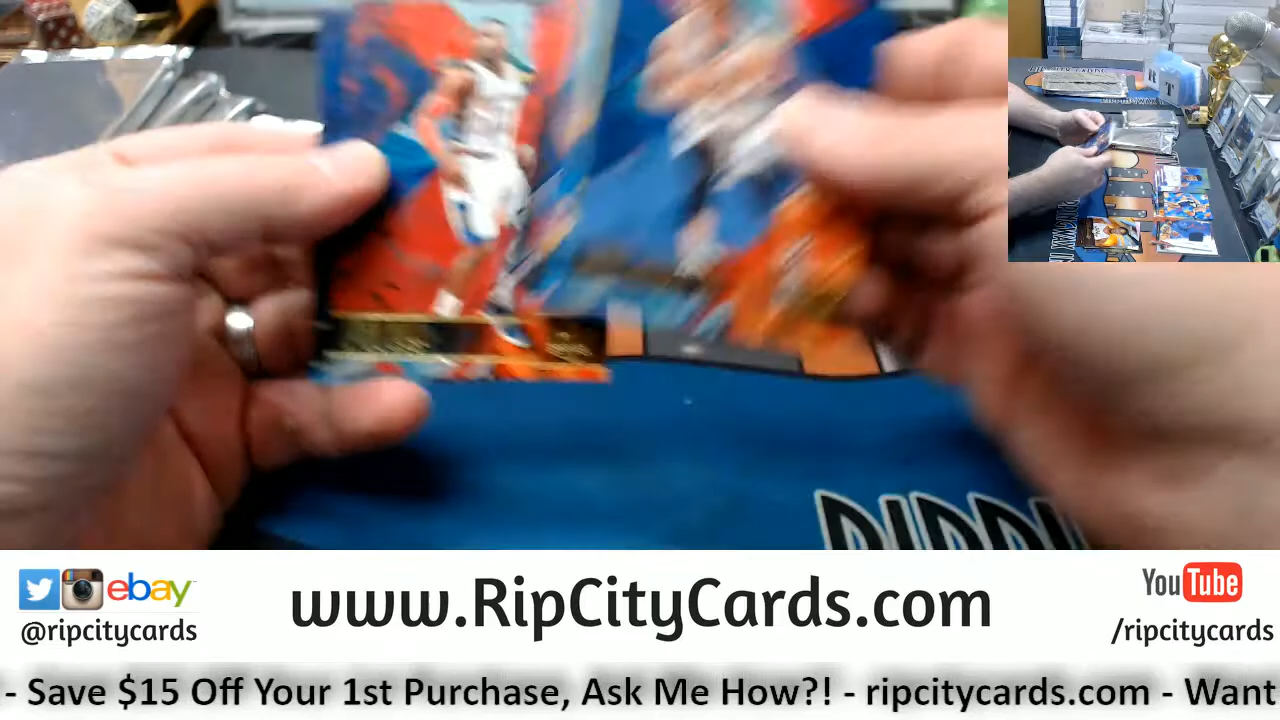 RIPPI
ebay
@ripcitycards
www.RipCityCards.com
YouTube
/ripcitycards
- Save $15 Off Your 1st Purchase, Ask Me How?! - ripcitycards.com - Want